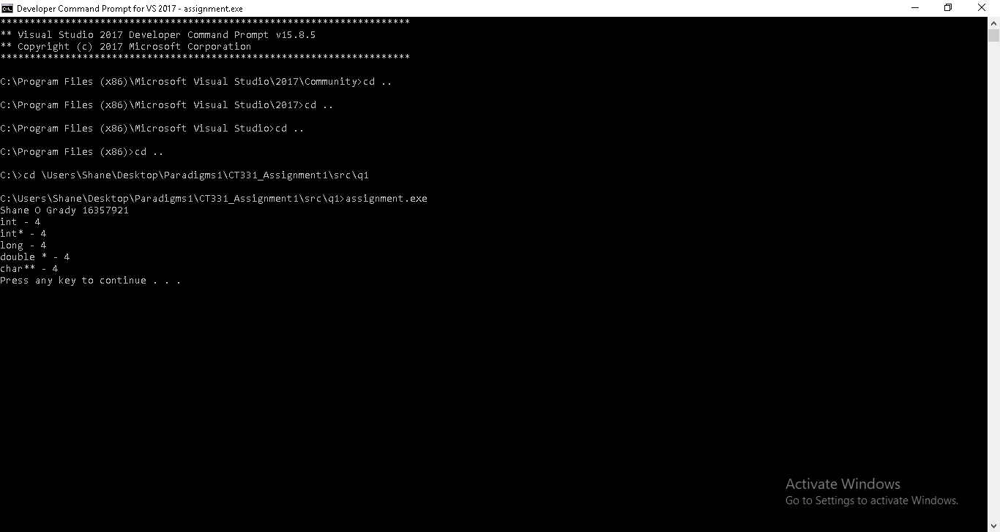 Developer Command Prompt for VS 2017 - assignment.exe
**********************************************************************
** Visual Studio 2017 Developer Command Prompt v15.8.5
** Copyright (c) 2017 Microsoft Corporation
**********************************************************************
C:\Program Files (x86)\Microsoft Visual Studio\2017\Community>cd ..
C:\Program Files (x86)\Microsoft Visual Studio\2017>cd ..
C:\Program Files (x86)\Microsoft Visual Studio>cd ..
C:\Program Files (x86)>cd ..
C:\>cd \Users\Shane\Desktop\Paradigms1\CT331_Assignment1\src\q1
C:\Users\Shane\Desktop\Paradigms1\CT331_Assignment1\src\q1>assignment.exe
Shane O Grady 16357921
int - 4
int* - 4
long - 4
double * - 4
char** - 4
Press any key to continue . . .
Activate Windows
Go to Settings to activate Windows.